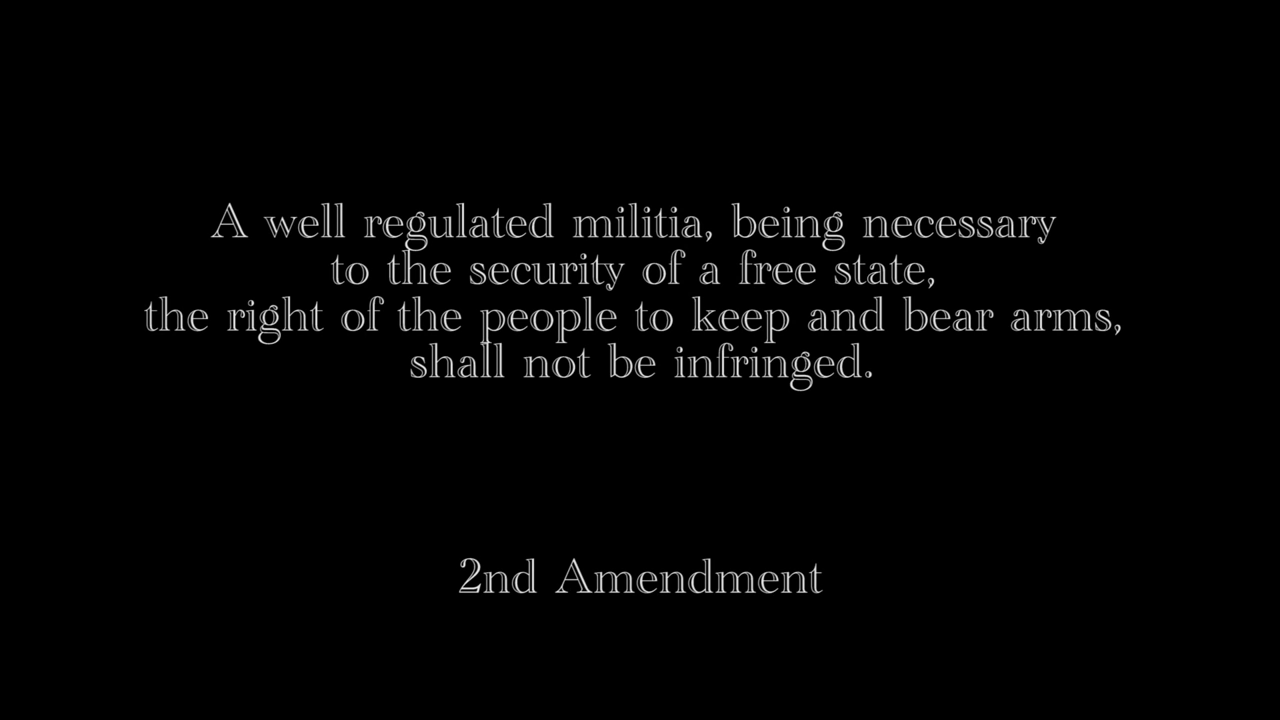 A well regulated militia, being necessary
to the security of a free state,
the right of the people to keep and bear arms,
shall not be infringed.
2nd Amendment